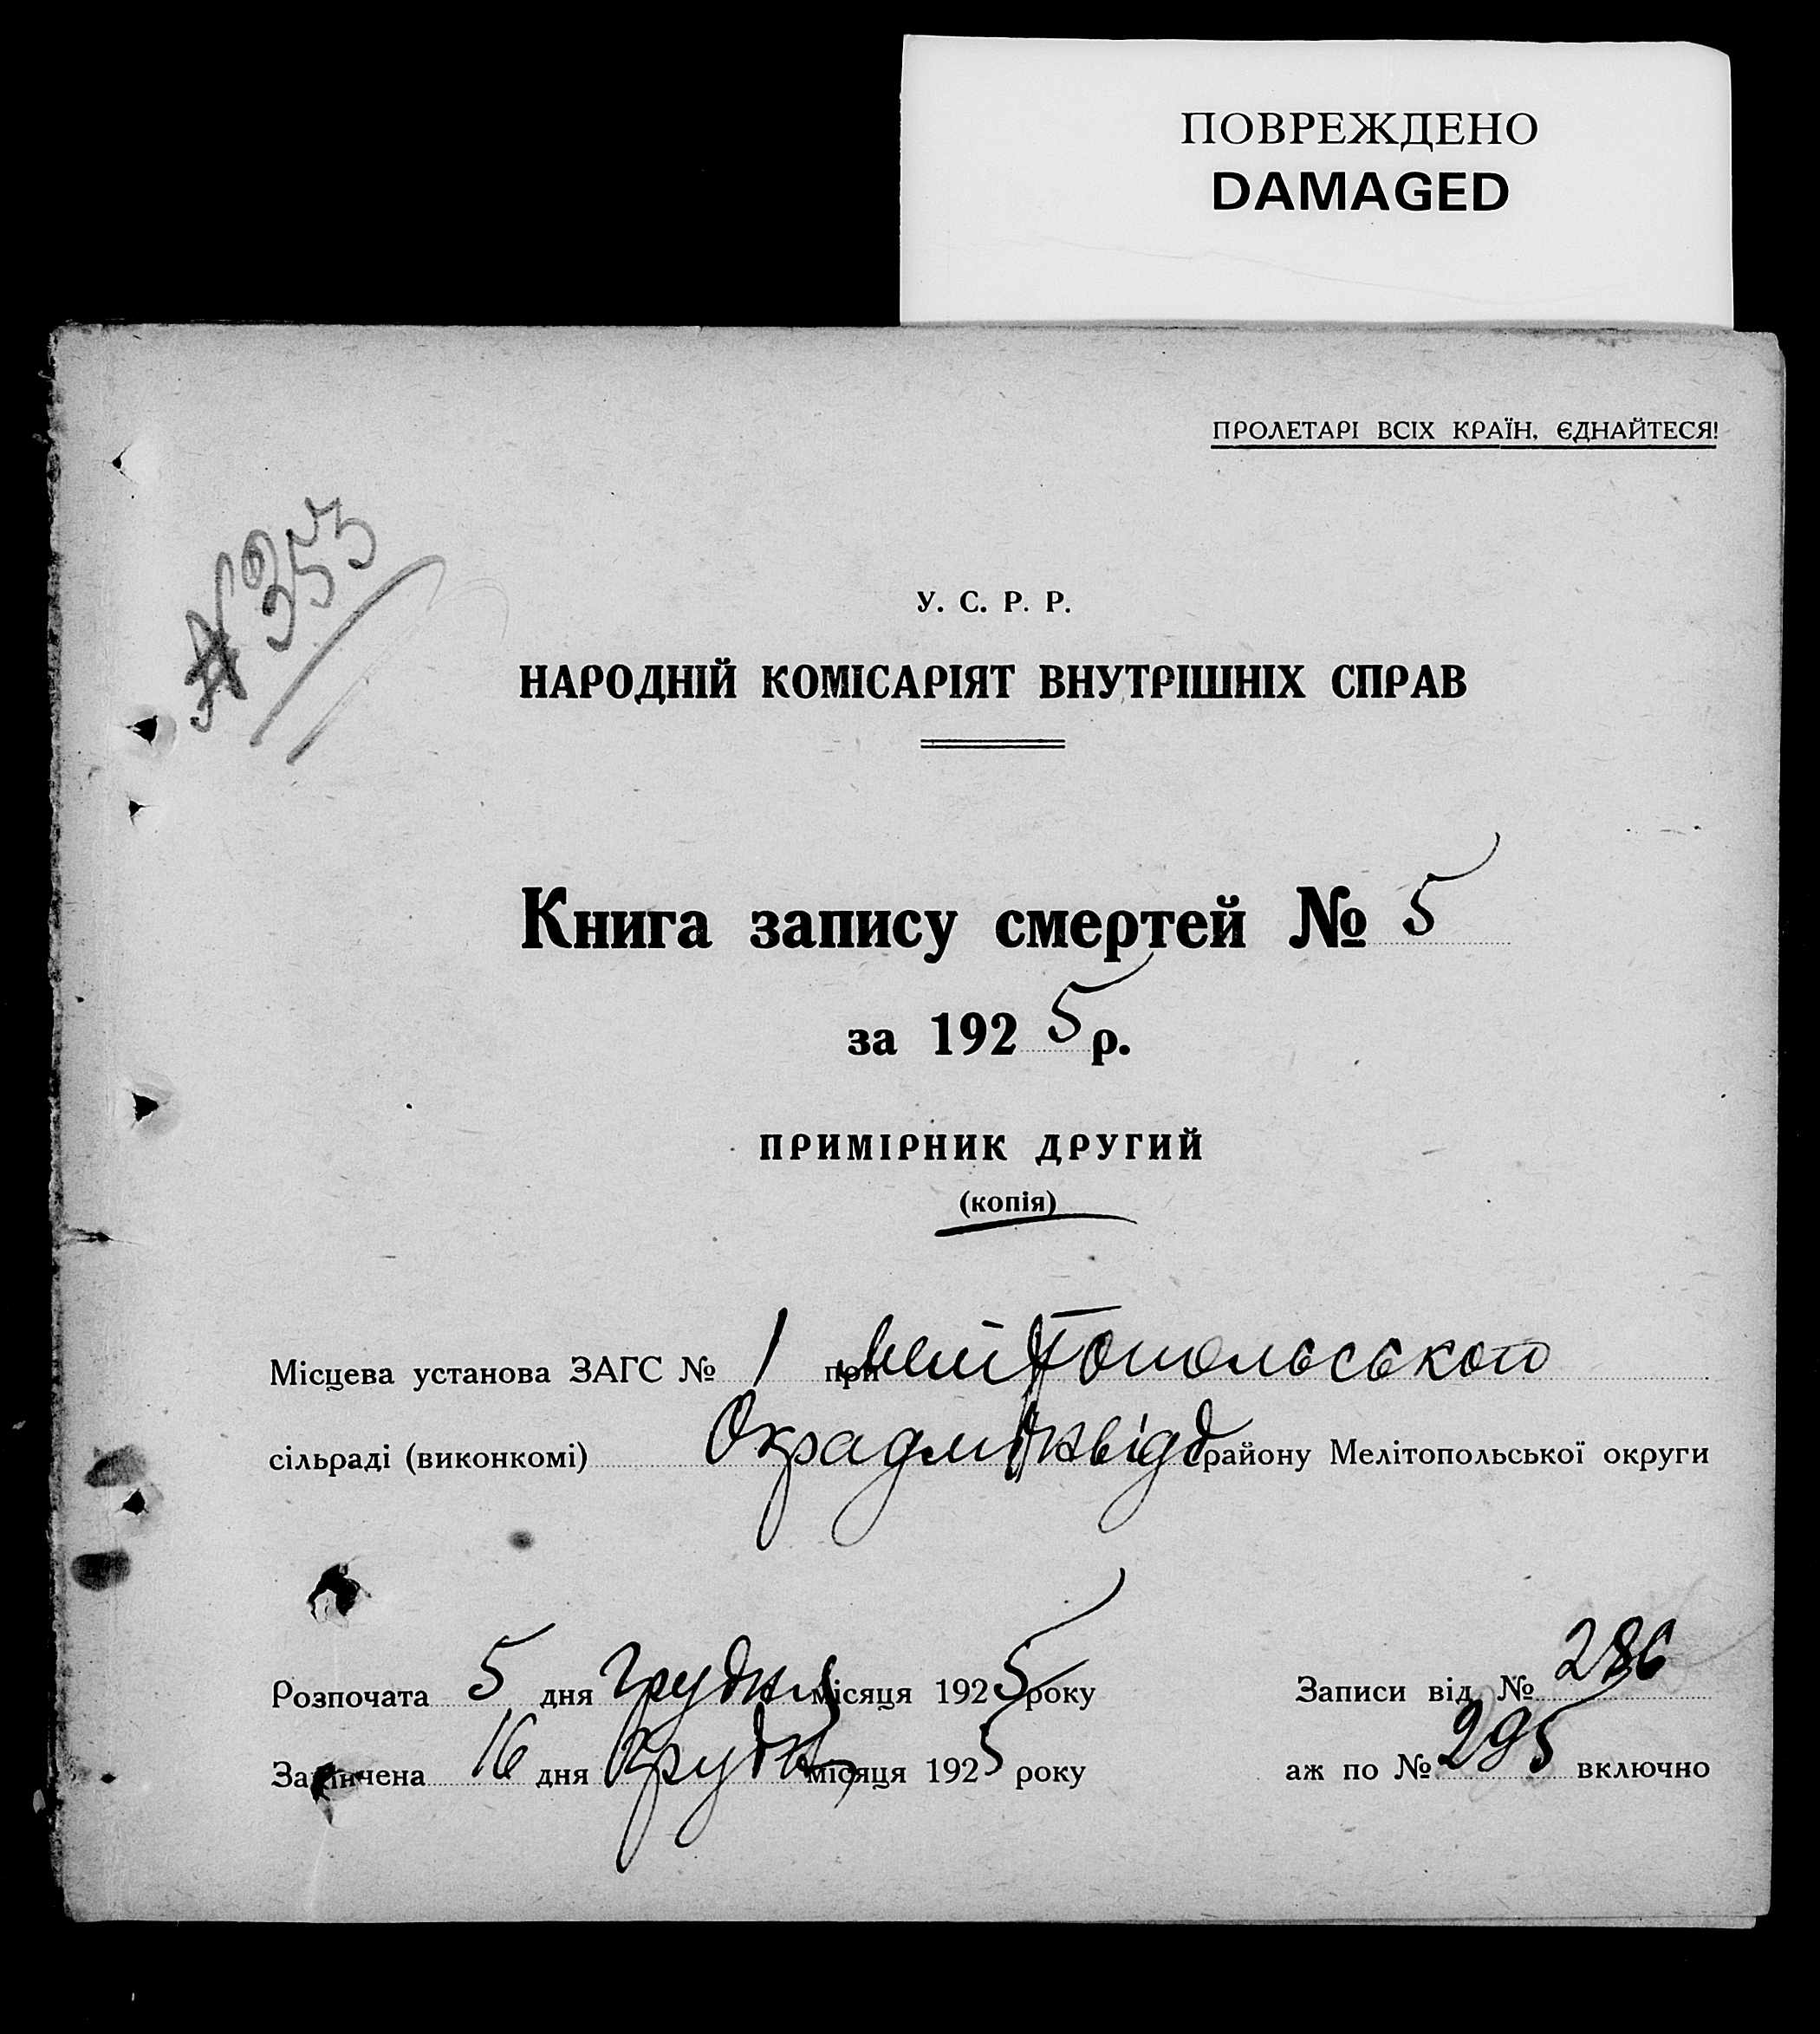 ПОВРЕЖДЕНО
DAMAGED
ПРОЛЕТАРІ ВСІХ КРАЇН, ЄДНАЙТЕСЯ!
№ 353
У. С. Р. Р.
НАРОДНІЙ КОМІСАРІЯТ ВНУТРІШНІХ СПРАВ
Книга запису смертей № 5
за 1925 р.
ПРИМІРНИК ДРУГИЙ
(копія)
Місцева установа ЗАГС № 1 при Мелітопольського
сільраді (виконкомі) Окрадмінвідд району Мелітопольської округи
Розпочата 5 дня Грудня місяця 1925 року Записи від № 286
Закінчена 16 дня Грудня місяця 1925 року аж по № 295 включно